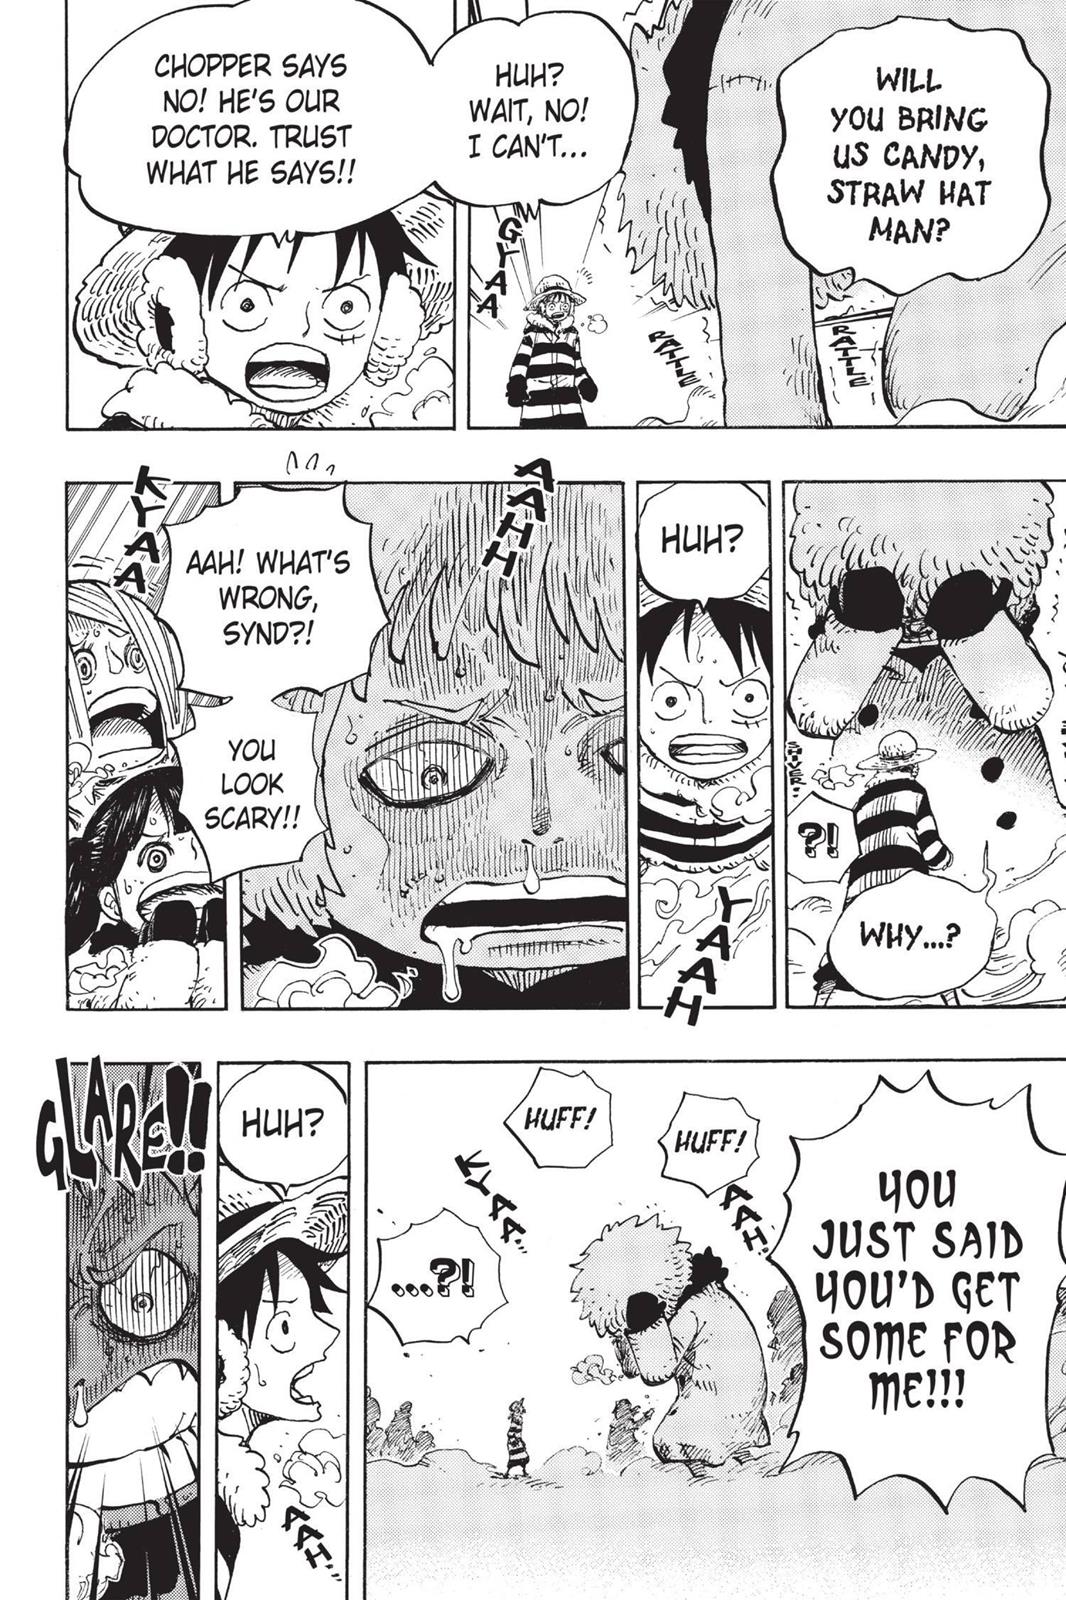 WILL
YOU BRING
US CANDY,
STRAW HAT
MAN?
RATTLE
RATTLE
HUH?
WAIT, NO!
I CAN'T...
GYAA
CHOPPER SAYS
NO! HE'S OUR
DOCTOR. TRUST
WHAT HE SAYS!!
SHIVER!
?!
WHY...?
HUH?
YAAH
AAHH
AAH! WHAT'S
WRONG,
SYND?!
YOU
LOOK
SCARY!!
KYAA
YOU
JUST SAID
YOU'D GET
SOME FOR
ME!!!
HUFF!
HUFF!
AAH.
KYAA.
...?!
HUH?
AAH.
GLARE!!